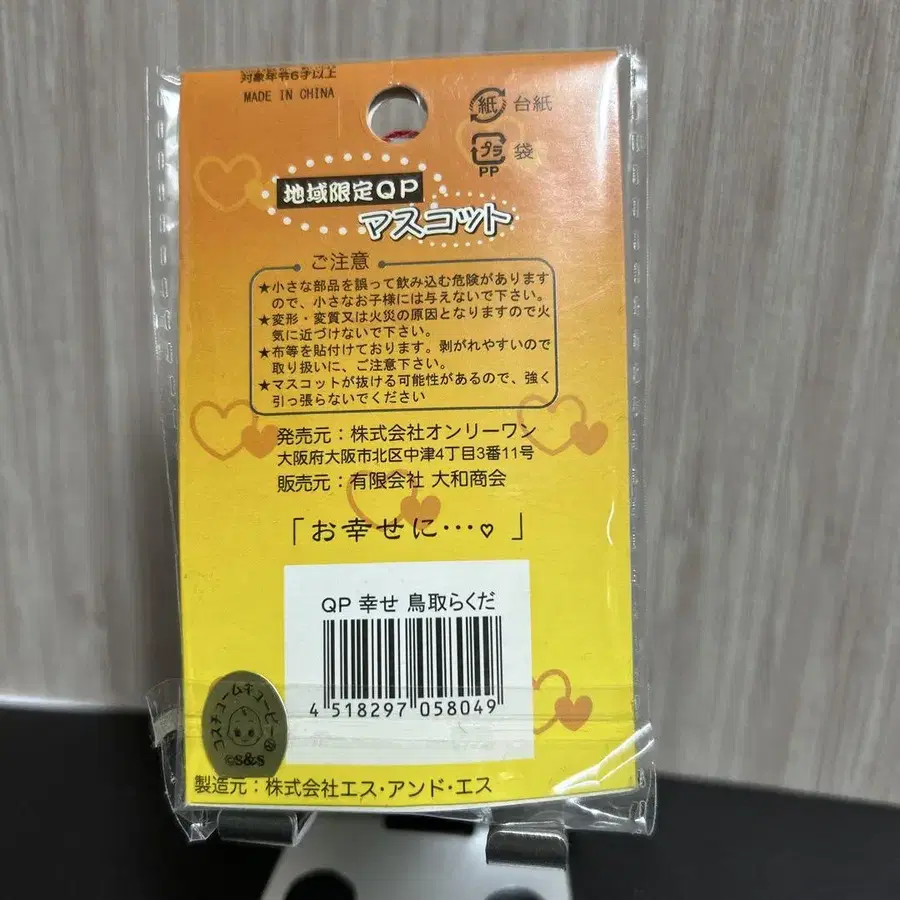 対象年令6才以上
MADE IN CHINA
紙 台紙
プラ 袋
PP
地域限定QP
マスコット
ご注意
★小さな部品を誤って飲み込む危険があります
ので、小さなお子様には与えないで下さい。
★変形・変質又は火災の原因となりますので火
気に近づけないで下さい。
★布等を貼付けております。剥がれやすいので
取り扱いに、ご注意下さい。
★マスコットが抜ける可能性があるので、強く
引っ張らないでください
発売元：株式会社オンリーワン
大阪府大阪市北区中津4丁目3番11号
販売元：有限会社 大和商会
「お幸せに…♡」
QP 幸せ 鳥取らくだ
4 518297 058049
コスチュームキューピー
©S&S
製造元：株式会社エス・アンド・エス